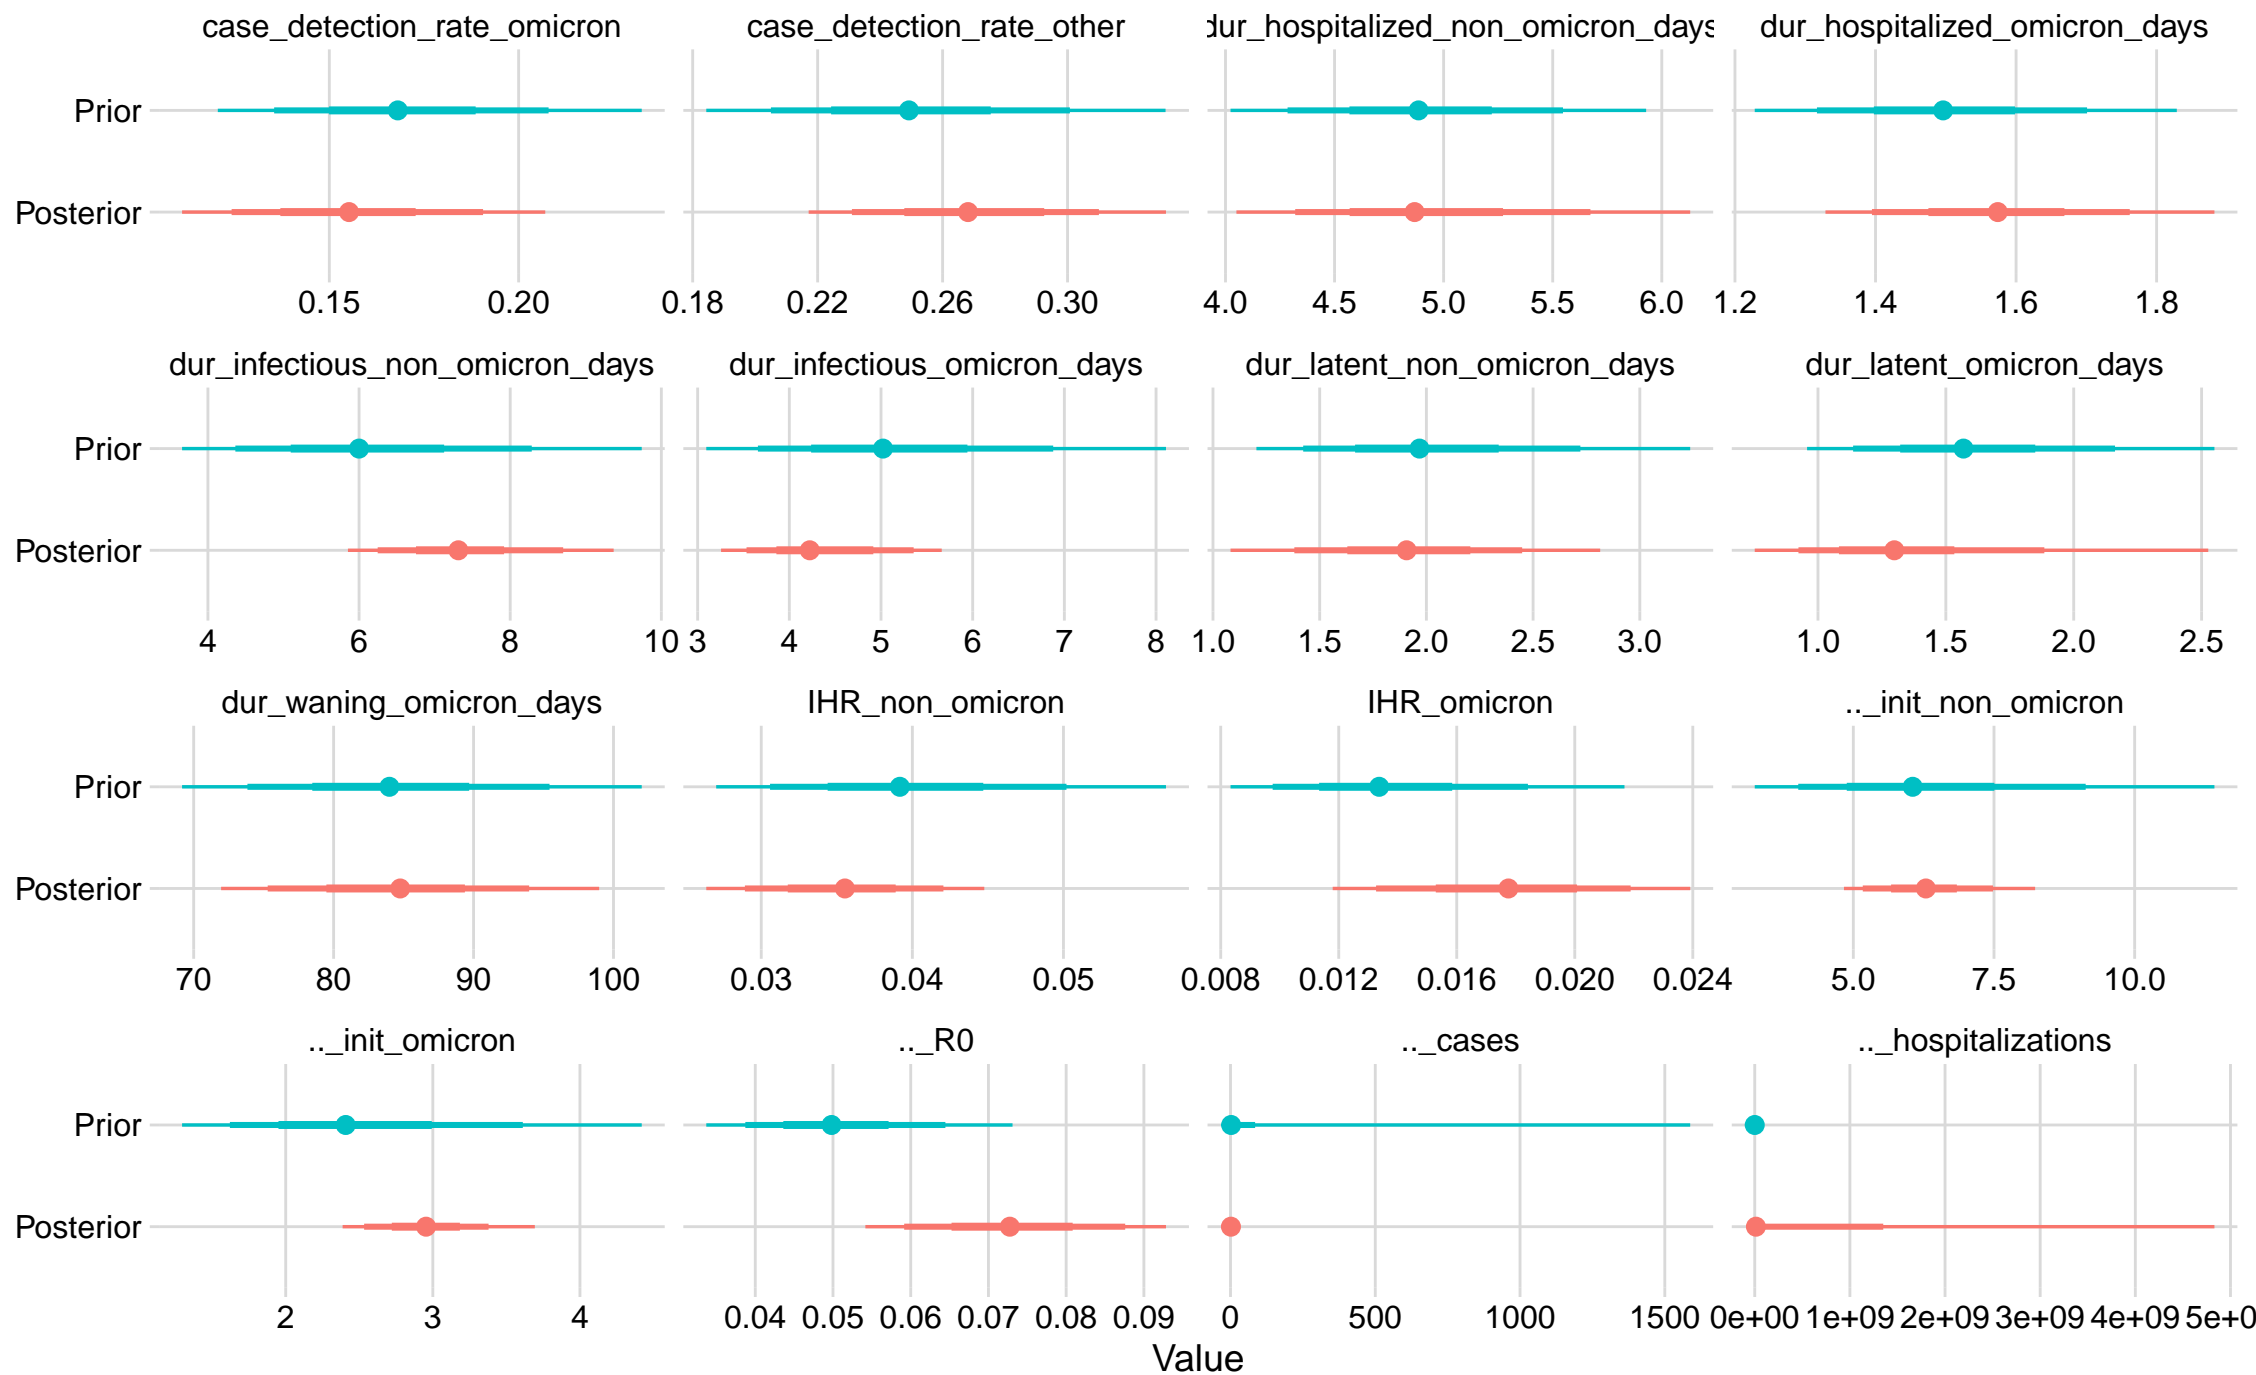 case_detection_rate_omicron case_detection_rate_other dur_hospitalized_non_omicron_days dur_hospitalized_omicron_days
Prior
Posterior
0.15 0.20 0.18 0.22 0.26 0.30 4.0 4.5 5.0 5.5 6.0 1.2 1.4 1.6 1.8
dur_infectious_non_omicron_days dur_infectious_omicron_days dur_latent_non_omicron_days dur_latent_omicron_days
Prior
Posterior
4 6 8 10 3 4 5 6 7 8 1.0 1.5 2.0 2.5 3.0 1.0 1.5 2.0 2.5
dur_waning_omicron_days IHR_non_omicron IHR_omicron .._init_non_omicron
Prior
Posterior
70 80 90 100 0.03 0.04 0.05 0.008 0.012 0.016 0.020 0.024 5.0 7.5 10.0
.._init_omicron .._R0 .._cases .._hospitalizations
Prior
Posterior
2 3 4 0.04 0.05 0.06 0.07 0.08 0.09 0 500 1000 1500 0e+00 1e+09 2e+09 3e+09 4e+09 5e+0
Value